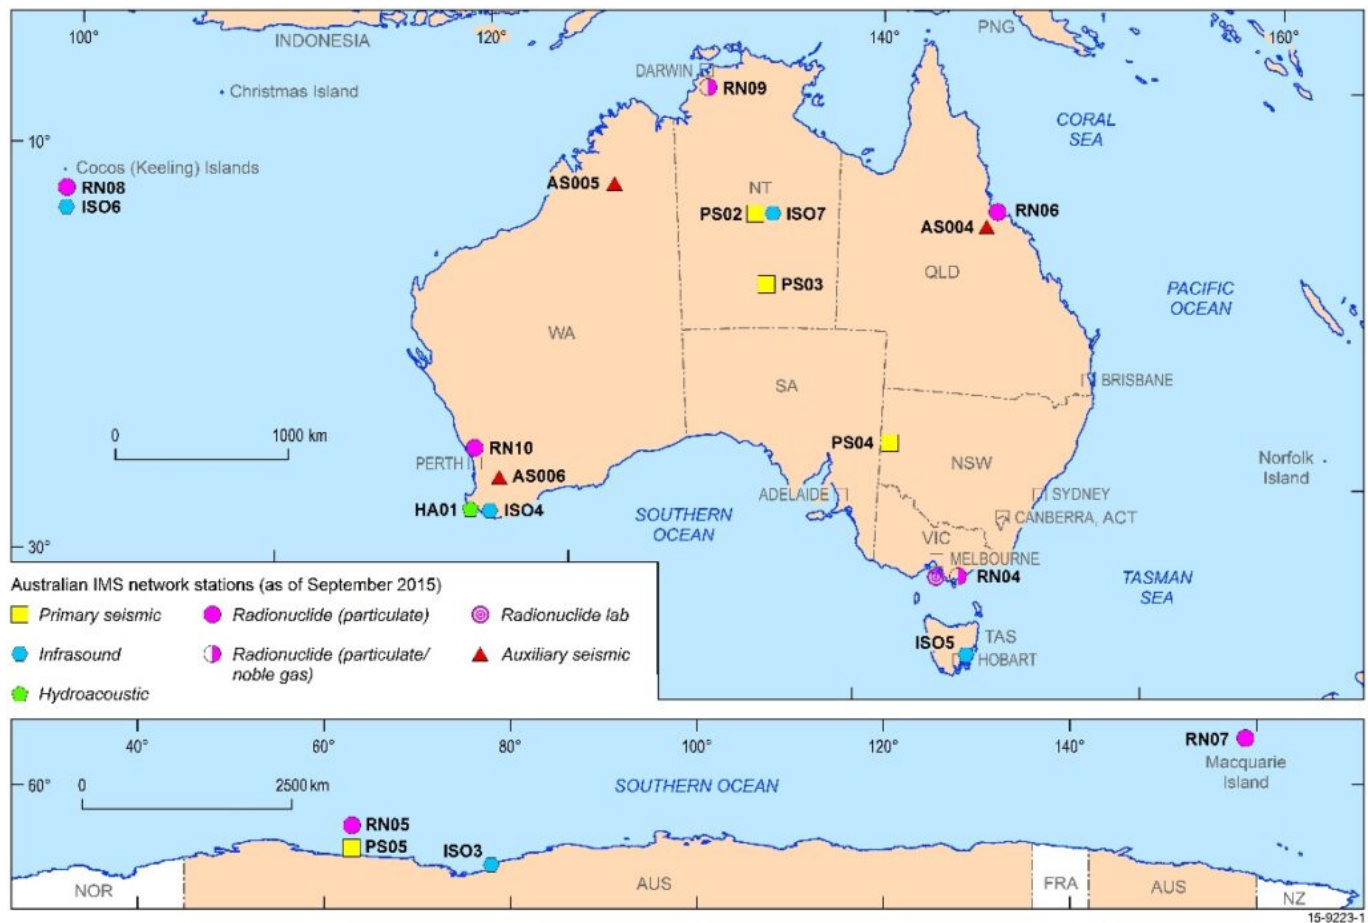 100°
120°
140°
160°
INDONESIA
PNG
DARWIN
RN09
Christmas Island
CORAL
SEA
10°
Cocos (Keeling) Islands
RN08
ISO6
AS005
NT
PS02
ISO7
RN06
AS004
QLD
PS03
PACIFIC
OCEAN
WA
SA
BRISBANE
0
1000 km
PS04
RN10
PERTH
AS006
NSW
Norfolk
Island
ADELAIDE
SYDNEY
HA01
ISO4
SOUTHERN
OCEAN
CANBERRA, ACT
VIC
30°
MELBOURNE
RN04
TASMAN
SEA
ISO5
TAS
HOBART
Australian IMS network stations (as of September 2015)
Primary seismic
Radionuclide (particulate)
Radionuclide lab
Infrasound
Radionuclide (particulate/
noble gas)
Auxiliary seismic
Hydroacoustic
40°
60°
80°
100°
120°
140°
RN07
Macquarie
Island
60°
0
2500 km
SOUTHERN OCEAN
RN05
PS05
ISO3
NOR
AUS
FRA
AUS
NZ
15-9223-1